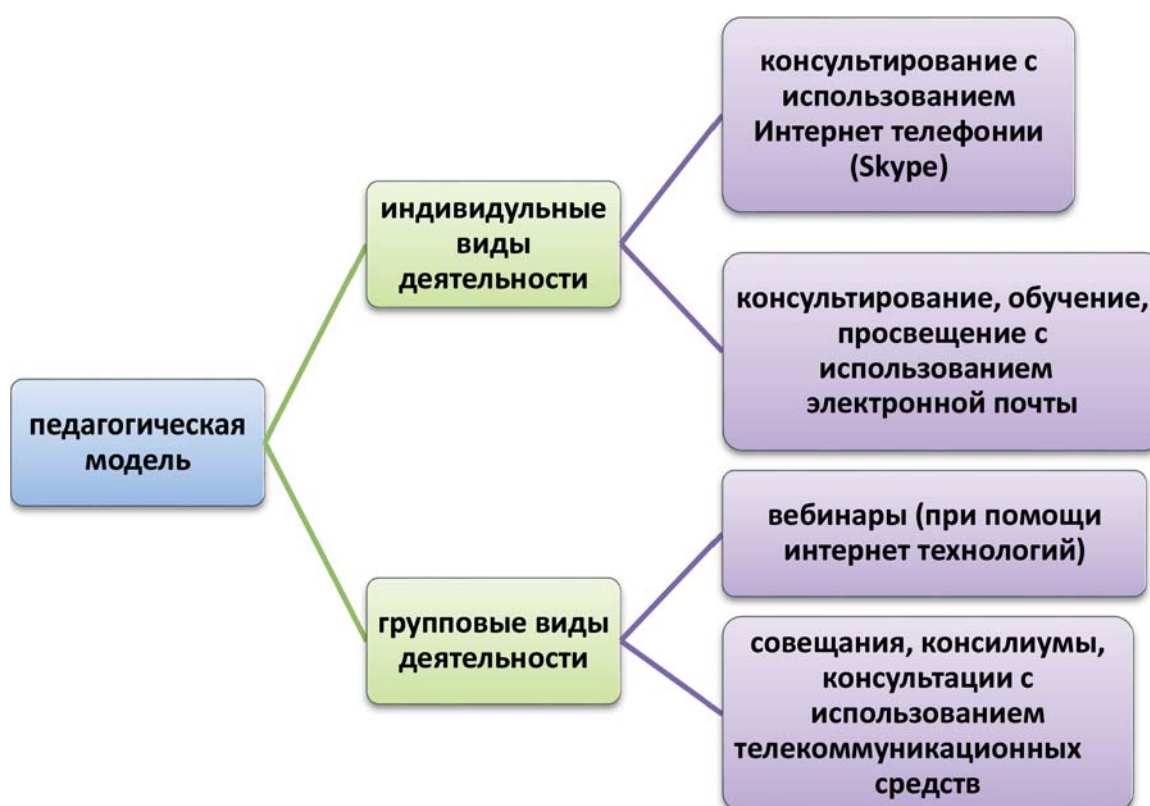 педагогическая
модель
индивидульные
виды
деятельности
консультирование с
использованием
Интернет телефонии
(Skype)
консультирование, обучение,
просвещение с
использованием
электронной почты
групповые виды
деятельности
вебинары (при помощи
интернет технологий)
совещания, консилиумы,
консультации с
использованием
телекоммуникационных
средств